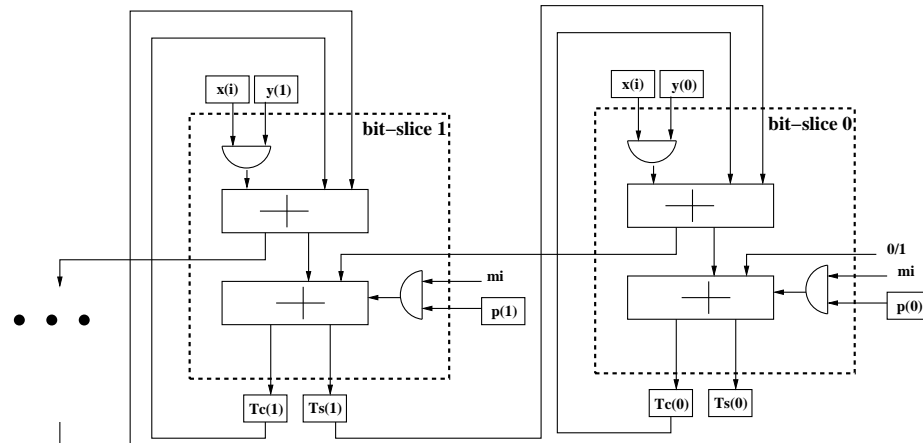 x(i) y(1)
bit–slice 1
mi
p(1)
Tc(1) Ts(1)
x(i) y(0)
bit–slice 0
0/1
mi
p(0)
Tc(0) Ts(0)